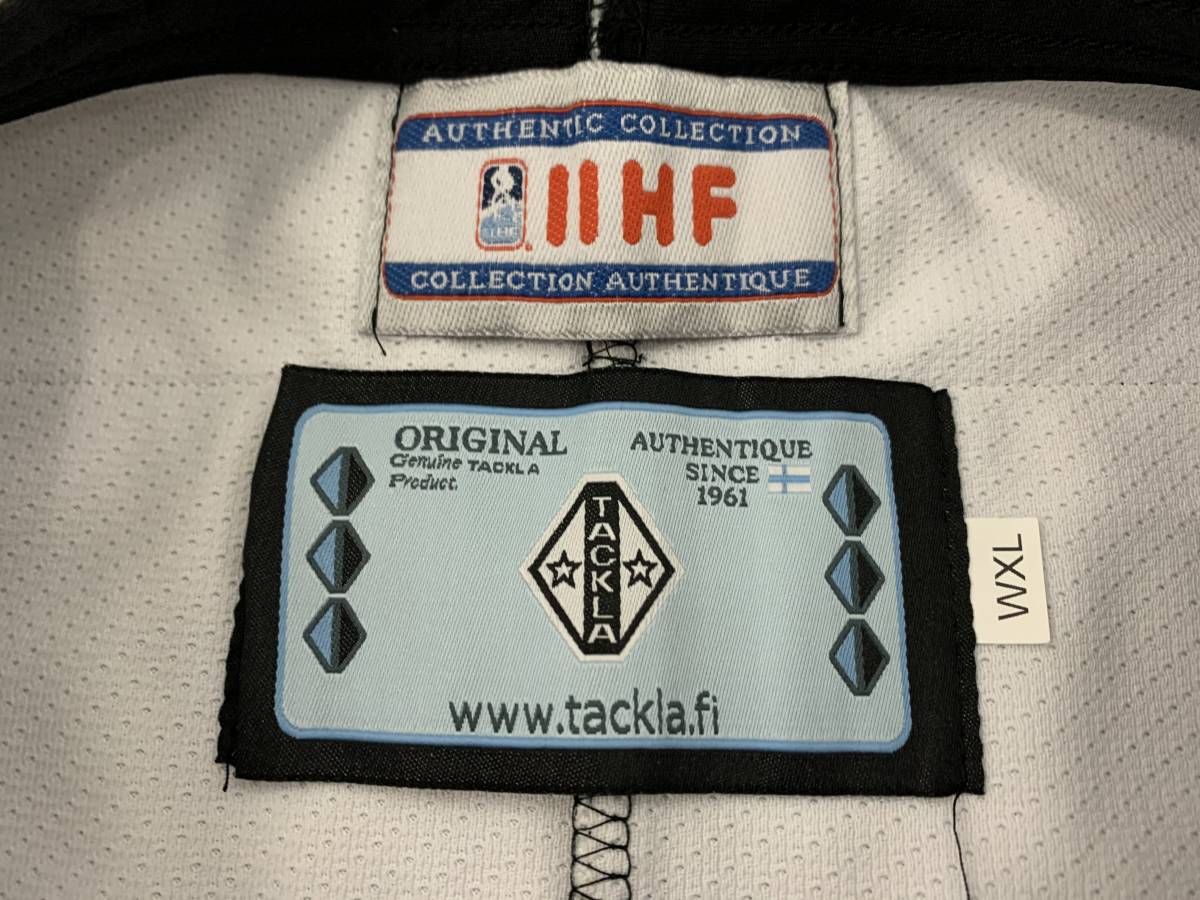 AUTHENTIC COLLECTION
IIHF
COLLECTION AUTHENTIQUE
ORIGINAL
Genuine TACKLA
Product.
AUTHENTIQUE
SINCE
1961
TACKLA
www.tackla.fi
WXL